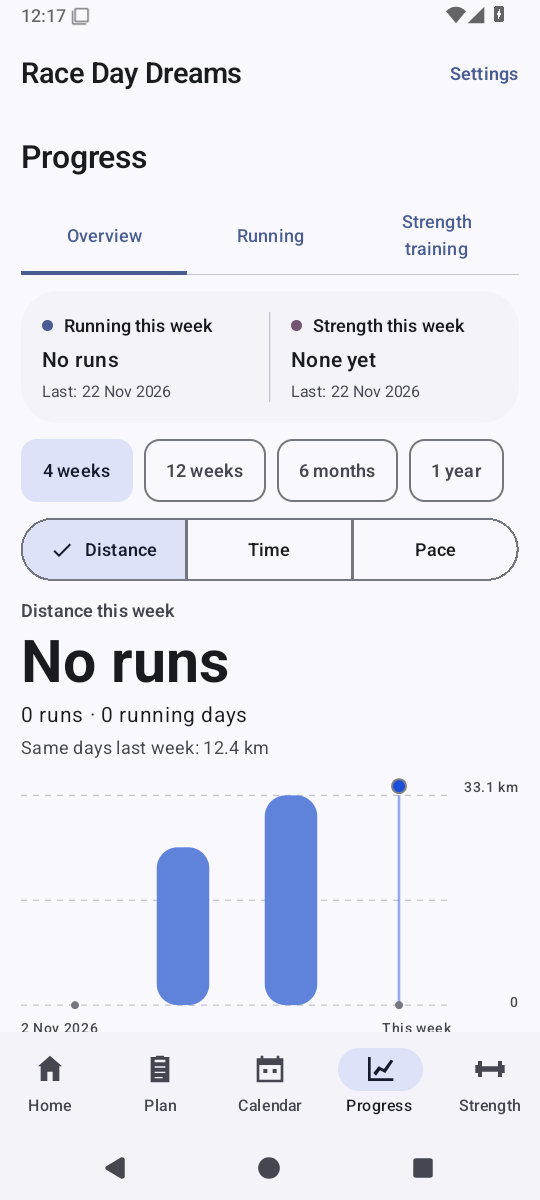 12:17
Race Day Dreams
Settings
Progress
Overview
Running
Strength
training
Running this week
No runs
Last: 22 Nov 2026
Strength this week
None yet
Last: 22 Nov 2026
4 weeks
12 weeks
6 months
1 year
Distance
Time
Pace
Distance this week
No runs
0 runs · 0 running days
Same days last week: 12.4 km
33.1 km
0
2 Nov 2026
This week
Home
Plan
Calendar
Progress
Strength